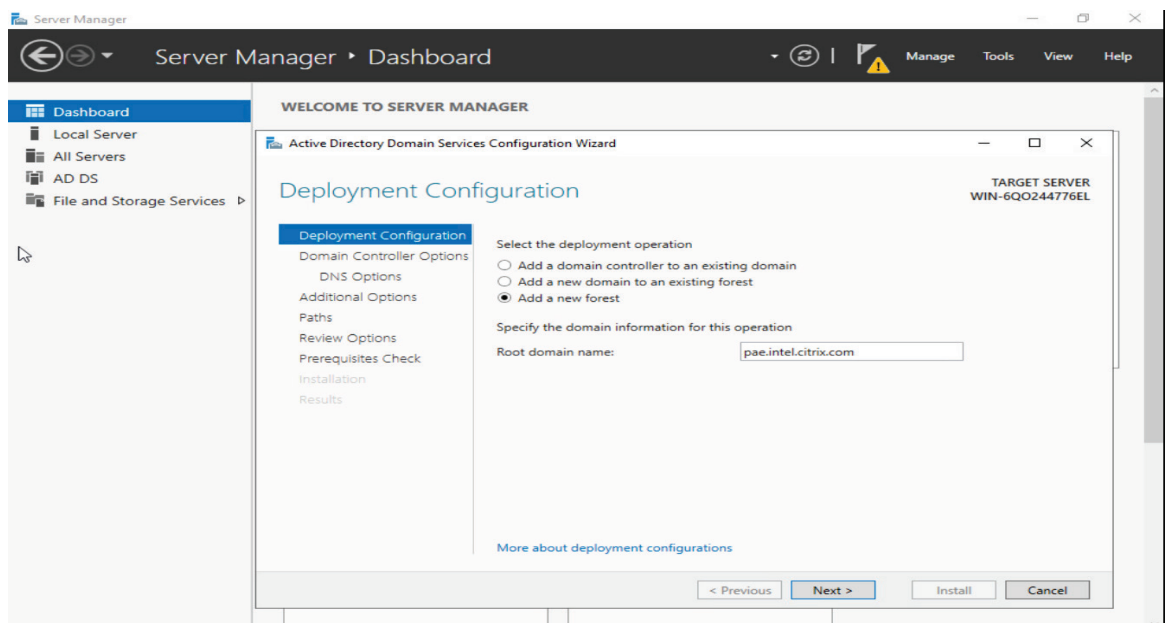 Server Manager
Server Manager • Dashboard
Manage Tools View Help
Dashboard
Local Server
All Servers
AD DS
File and Storage Services
WELCOME TO SERVER MANAGER
Active Directory Domain Services Configuration Wizard
Deployment Configuration
TARGET SERVER
WIN-6QO244776EL
Deployment Configuration
Domain Controller Options
DNS Options
Additional Options
Paths
Review Options
Prerequisites Check
Installation
Results
Select the deployment operation
Add a domain controller to an existing domain
Add a new domain to an existing forest
Add a new forest
Specify the domain information for this operation
Root domain name: pae.intel.citrix.com
More about deployment configurations
< Previous Next > Install Cancel